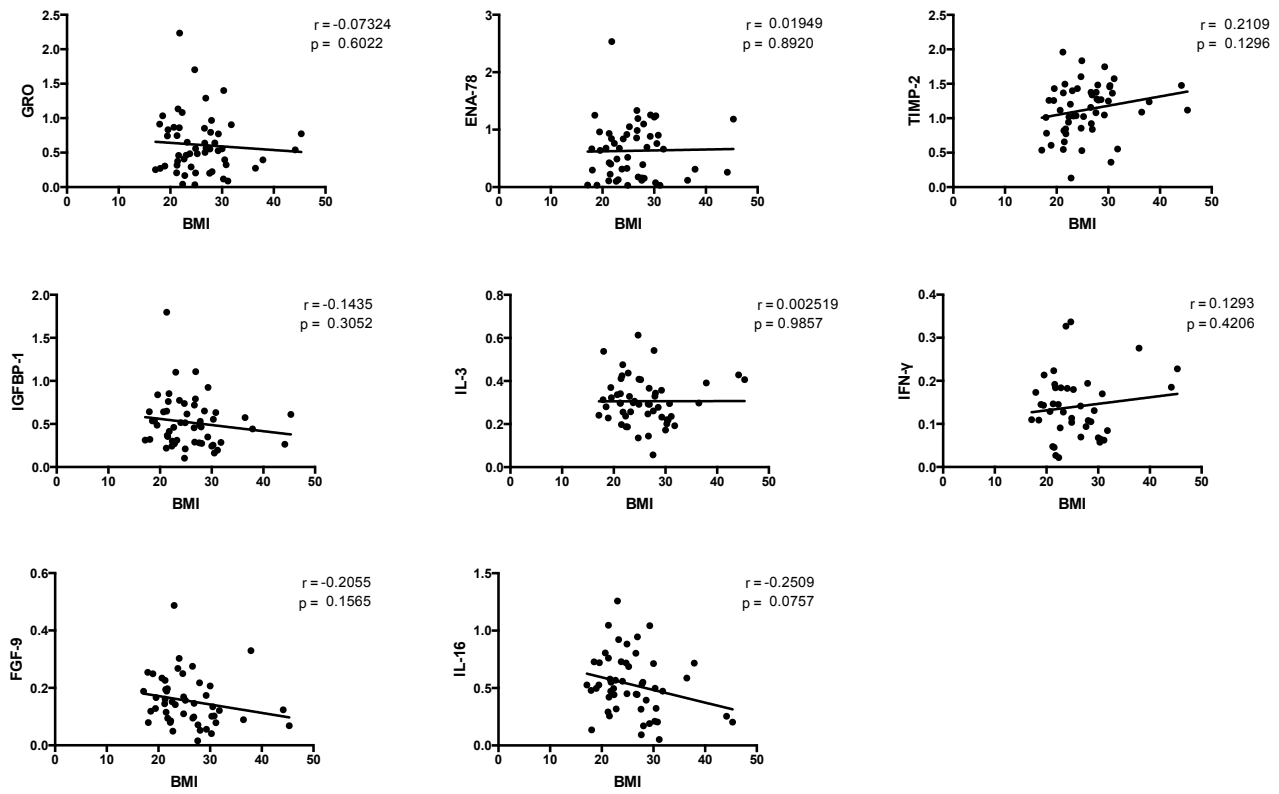 r = -0.07324
p = 0.6022
2.5
2.0
1.5
1.0
0.5
0.0
GRO
0 10 20 30 40 50
BMI
r = 0.01949
p = 0.8920
3
2
1
0
ENA-78
0 10 20 30 40 50
BMI
r = 0.2109
p = 0.1296
2.5
2.0
1.5
1.0
0.5
0.0
TIMP-2
0 10 20 30 40 50
BMI
r = -0.1435
p = 0.3052
2.0
1.5
1.0
0.5
0.0
IGFBP-1
0 10 20 30 40 50
BMI
r = 0.002519
p = 0.9857
0.8
0.6
0.4
0.2
0.0
IL-3
0 10 20 30 40 50
BMI
r = 0.1293
p = 0.4206
0.4
0.3
0.2
0.1
0.0
IFN-γ
0 10 20 30 40 50
BMI
r = -0.2055
p = 0.1565
0.6
0.4
0.2
0.0
FGF-9
0 10 20 30 40 50
BMI
r = -0.2509
p = 0.0757
1.5
1.0
0.5
0.0
IL-16
0 10 20 30 40 50
BMI